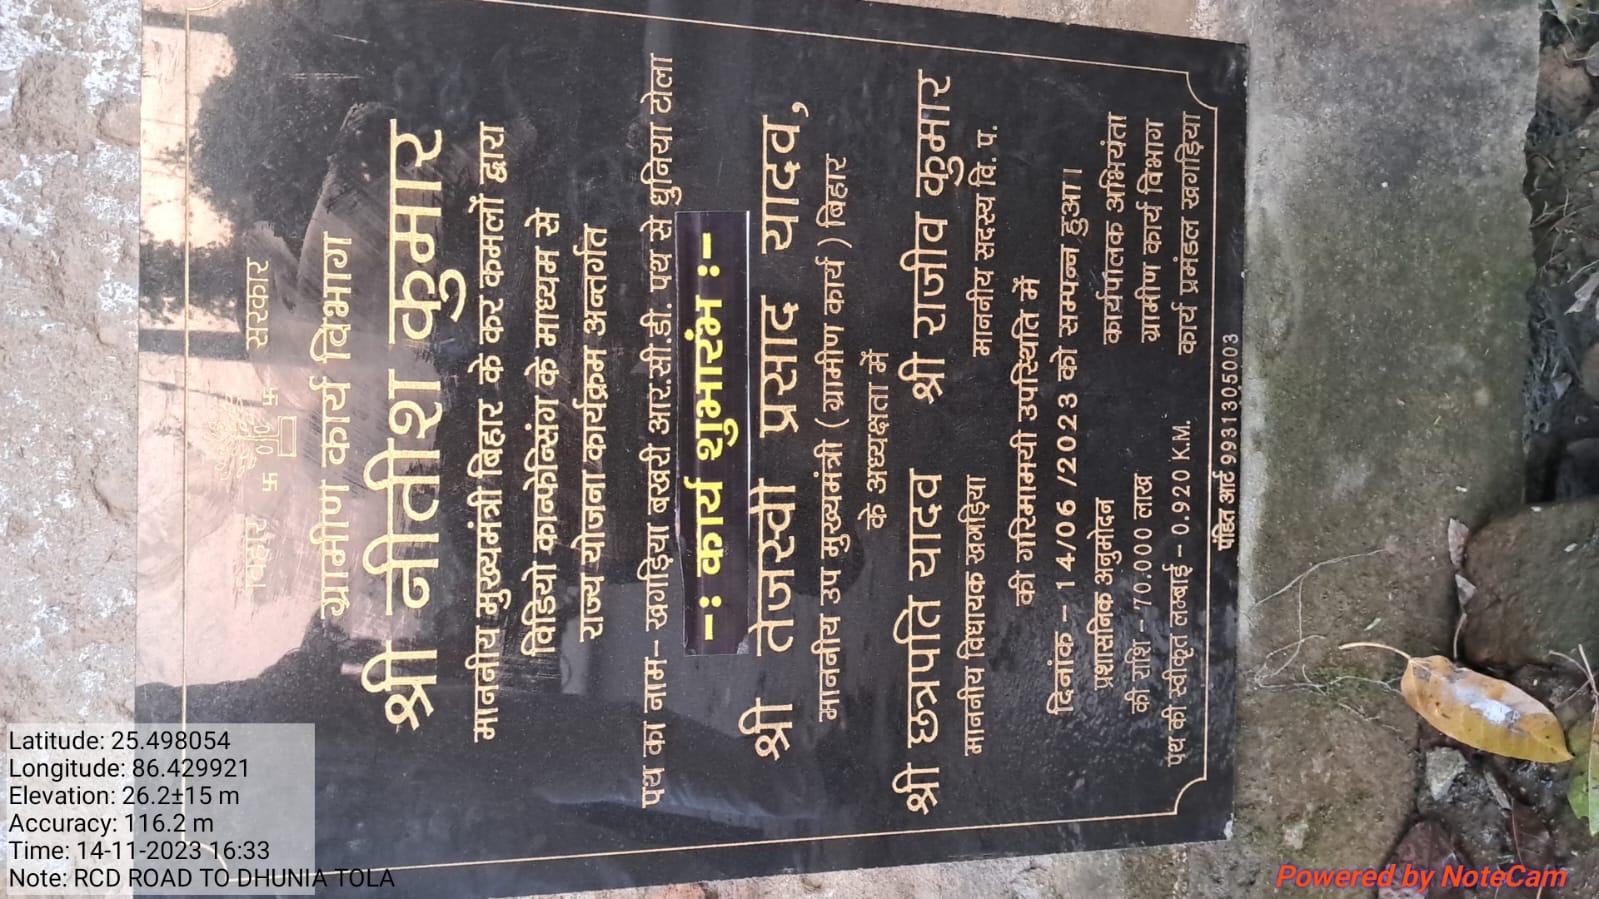 बिहार सरकार
ग्रामीण कार्य विभाग
श्री नीतीश कुमार
माननीय मुख्यमंत्री बिहार के कर कमलों द्वारा
विडियो कान्फ्रेन्सिंग के माध्यम से
राज्य योजना कार्यक्रम अन्तर्गत
पथ का नाम- खगड़िया बखरी आर.सी.डी. पथ से धुनिया टोला
-: कार्य शुभारंभ :-
श्री तेजस्वी प्रसाद यादव,
माननीय उप मुख्यमंत्री ( ग्रामीण कार्य ) बिहार
के अध्यक्षता में
श्री छत्रपति यादव श्री राजीव कुमार
माननीय विधायक खगड़िया माननीय सदस्य वि.प.
की गरिमामयी उपस्थिति में
दिनांक - 14/06 /2023 को सम्पन्न हुआ।
प्रशासनिक अनुमोदन कार्यपालक अभियंता
की राशि - 70.000 लाख ग्रामीण कार्य विभाग
पथ की स्वीकृत लम्बाई - 0.920 K.M. कार्य प्रमंडल खगड़िया
पंडित आर्ट 9931305003
Latitude: 25.498054
Longitude: 86.429921
Elevation: 26.2±15 m
Accuracy: 116.2 m
Time: 14-11-2023 16:33
Note: RCD ROAD TO DHUNIA TOLA
Powered by NoteCam